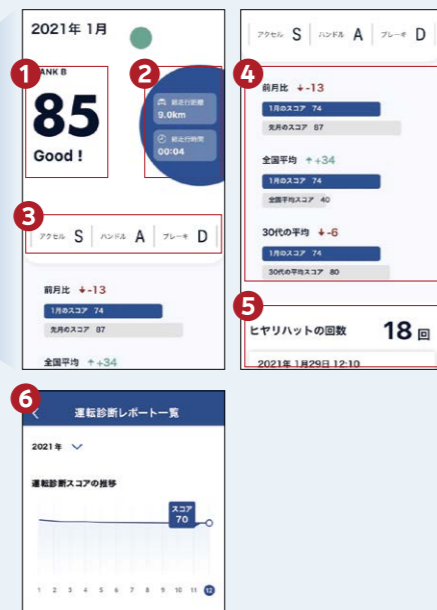 2021年 1月
1
ANK B
85
Good !
2
総走行距離
9.0km
総走行時間
00:04
3
アクセル S ハンドル A ブレーキ D
前月比 ↓-13
1月のスコア 74
先月のスコア 87
全国平均 ↑+34
アクセル S ハンドル A ブレーキ D
4
前月比 ↓-13
1月のスコア 74
先月のスコア 87
全国平均 ↑+34
1月のスコア 74
全国平均スコア 40
30代の平均 ↓-6
1月のスコア 74
30代の平均スコア 80
5
ヒヤリハットの回数 18 回
2021年 1月29日 12:10
6
運転診断レポート一覧
2021年
運転診断スコアの推移
スコア
70
1 2 3 4 5 6 7 8 9 10 11 12